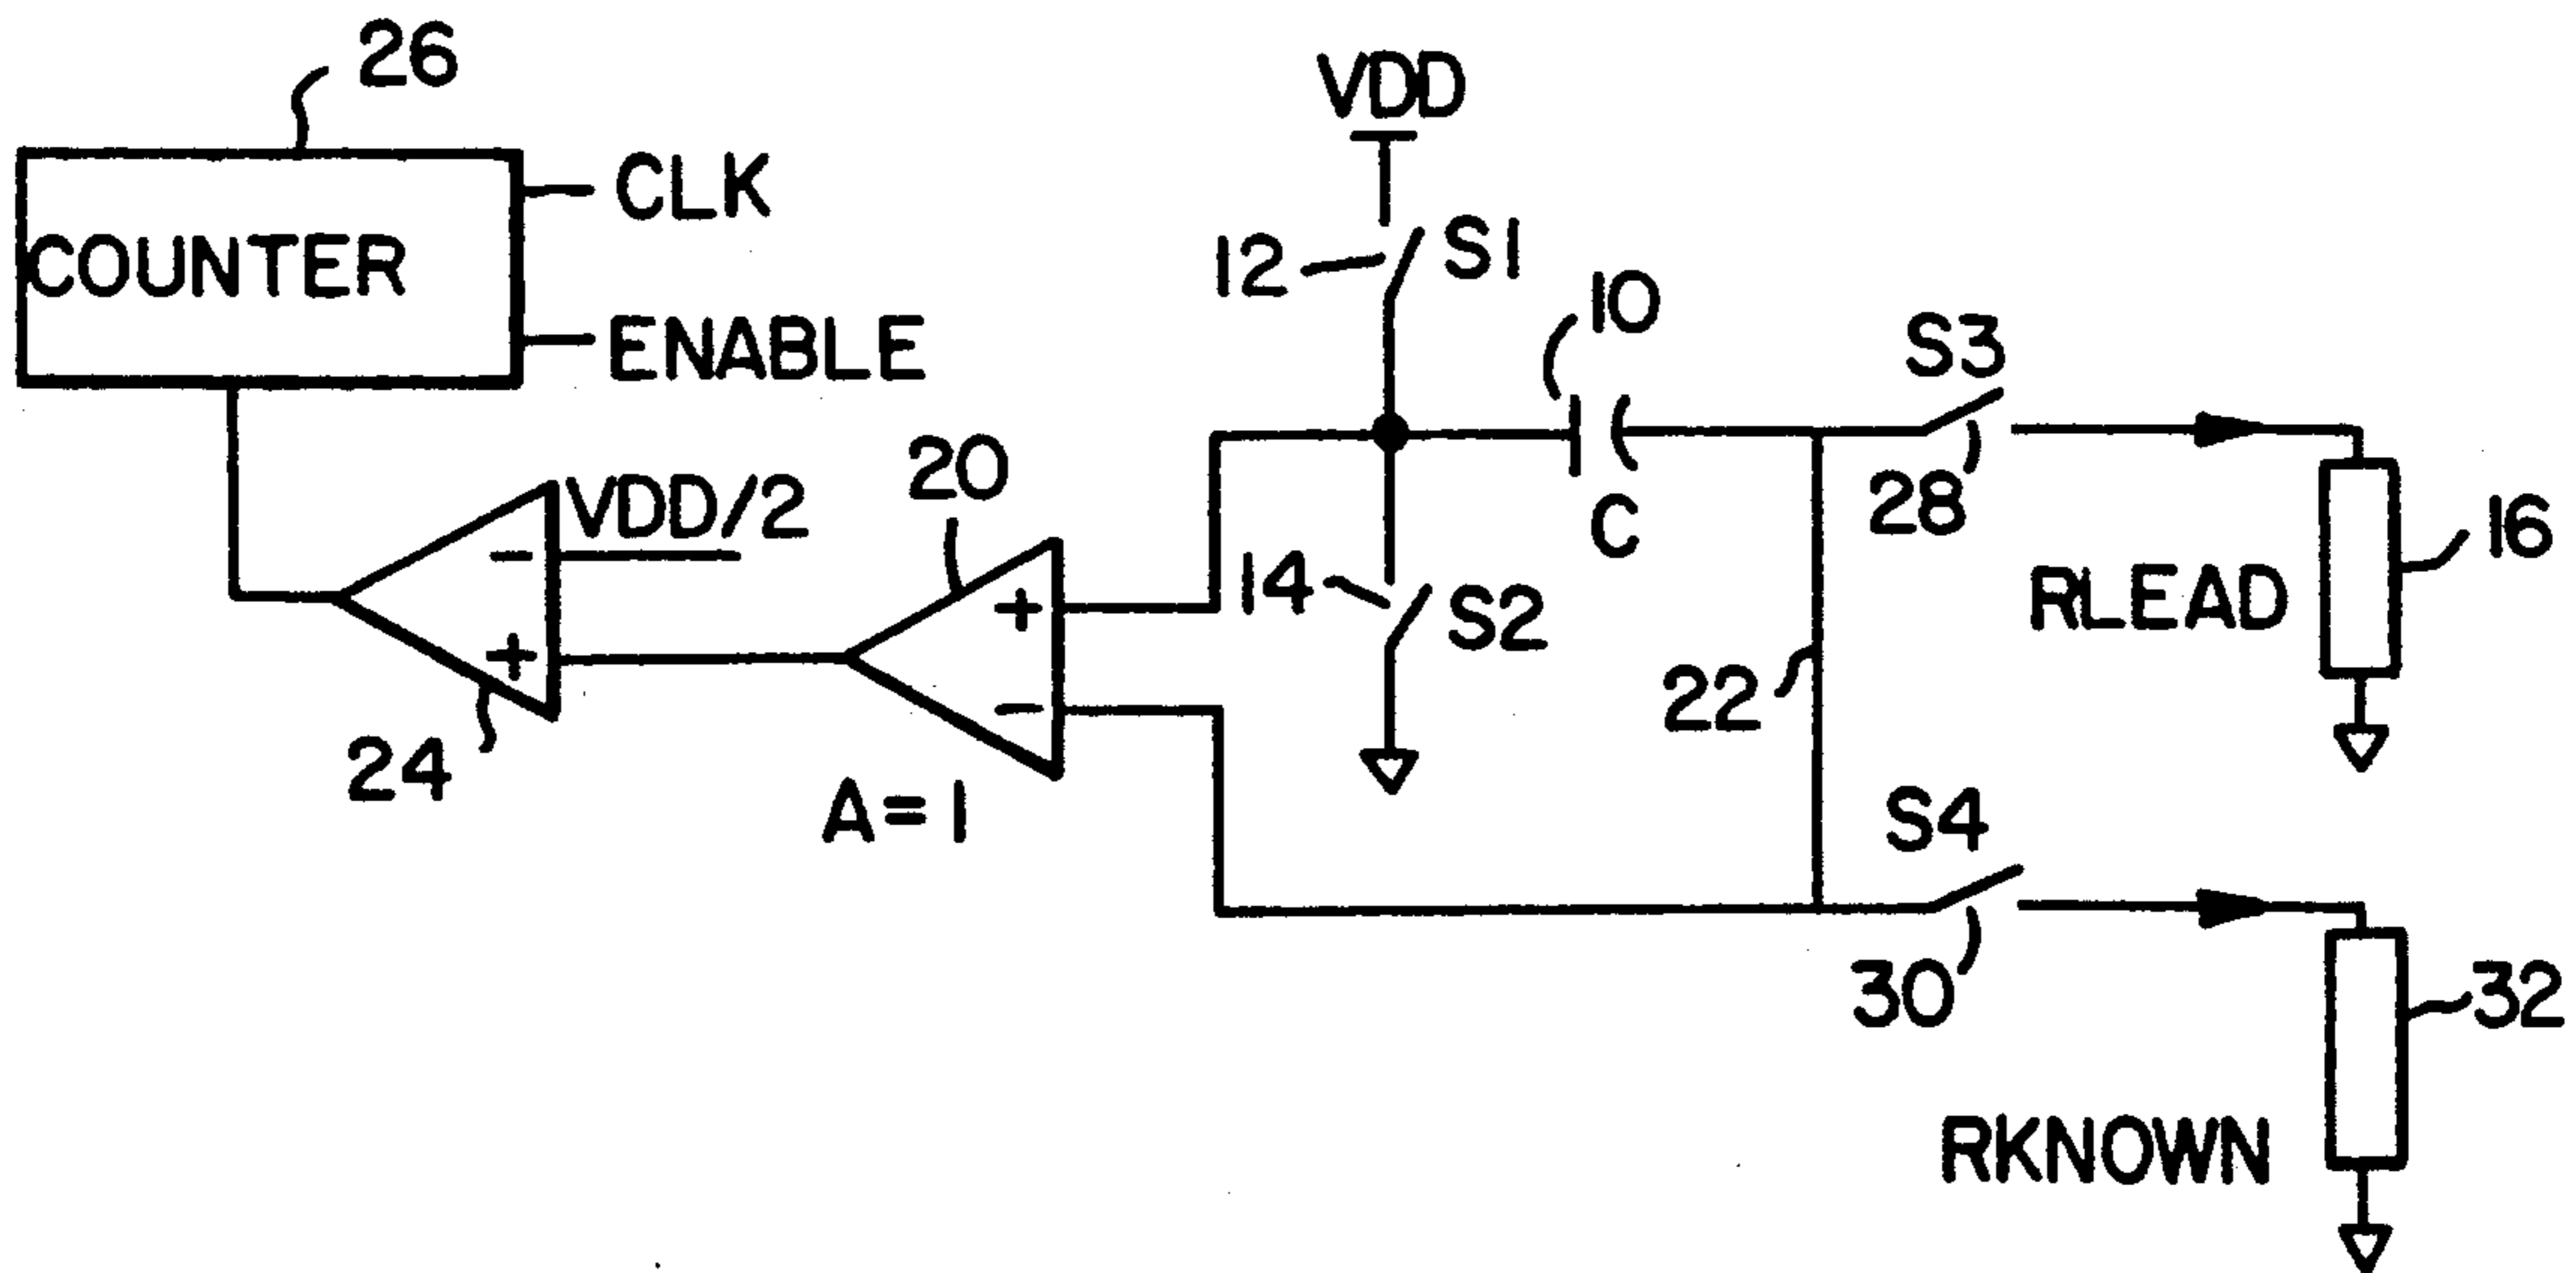 26
VDD
CLK
COUNTER
ENABLE
12
S1
10
S3
20
VDD/2
28
16
C
14
S2
RLEAD
+
-
-
+
22
24
A=1
S4
30
32
RKNOWN